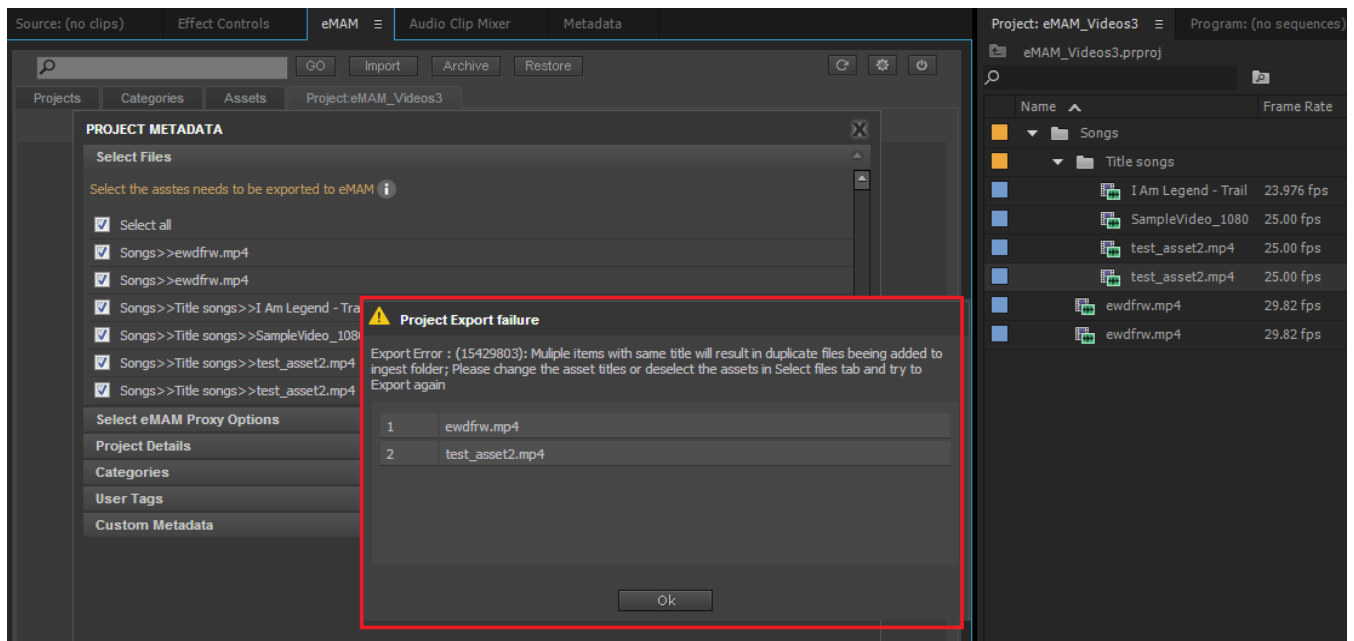 Source: (no clips) Effect Controls eMAM Audio Clip Mixer Metadata
GO Import Archive Restore
Projects Categories Assets Project:eMAM_Videos3
PROJECT METADATA
Select Files
Select the asstes needs to be exported to eMAM
Select all
Songs>>ewdfrw.mp4
Songs>>ewdfrw.mp4
Songs>>Title songs>>I Am Legend - Tra
Songs>>Title songs>>SampleVideo_108
Songs>>Title songs>>test_asset2.mp4
Songs>>Title songs>>test_asset2.mp4
Select eMAM Proxy Options
Project Details
Categories
User Tags
Custom Metadata
Project Export failure
Export Error : (15429803): Muliple items with same title will result in duplicate files beeing added to
ingest folder; Please change the asset titles or deselect the assets in Select files tab and try to
Export again
1 ewdfrw.mp4
2 test_asset2.mp4
Ok
Project: eMAM_Videos3 Program: (no sequences)
eMAM_Videos3.prproj
Name Frame Rate
Songs
Title songs
I Am Legend - Trail 23.976 fps
SampleVideo_1080 25.00 fps
test_asset2.mp4 25.00 fps
test_asset2.mp4 25.00 fps
ewdfrw.mp4 29.82 fps
ewdfrw.mp4 29.82 fps